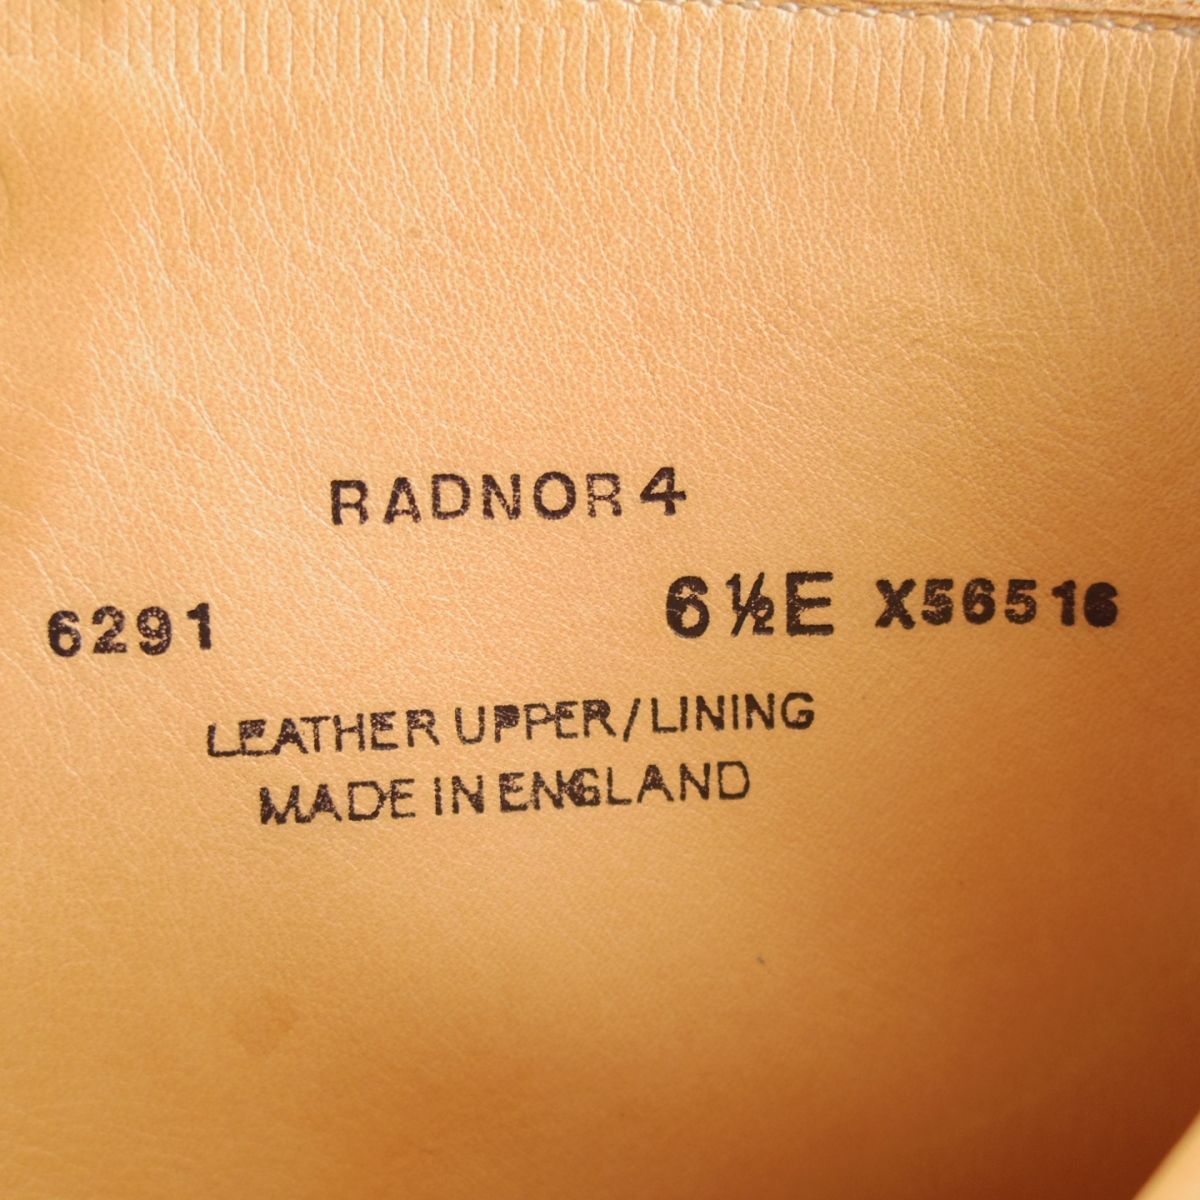 RADNOR 4
6291 6½E X56516
LEATHER UPPER/LINING
MADE IN ENGLAND